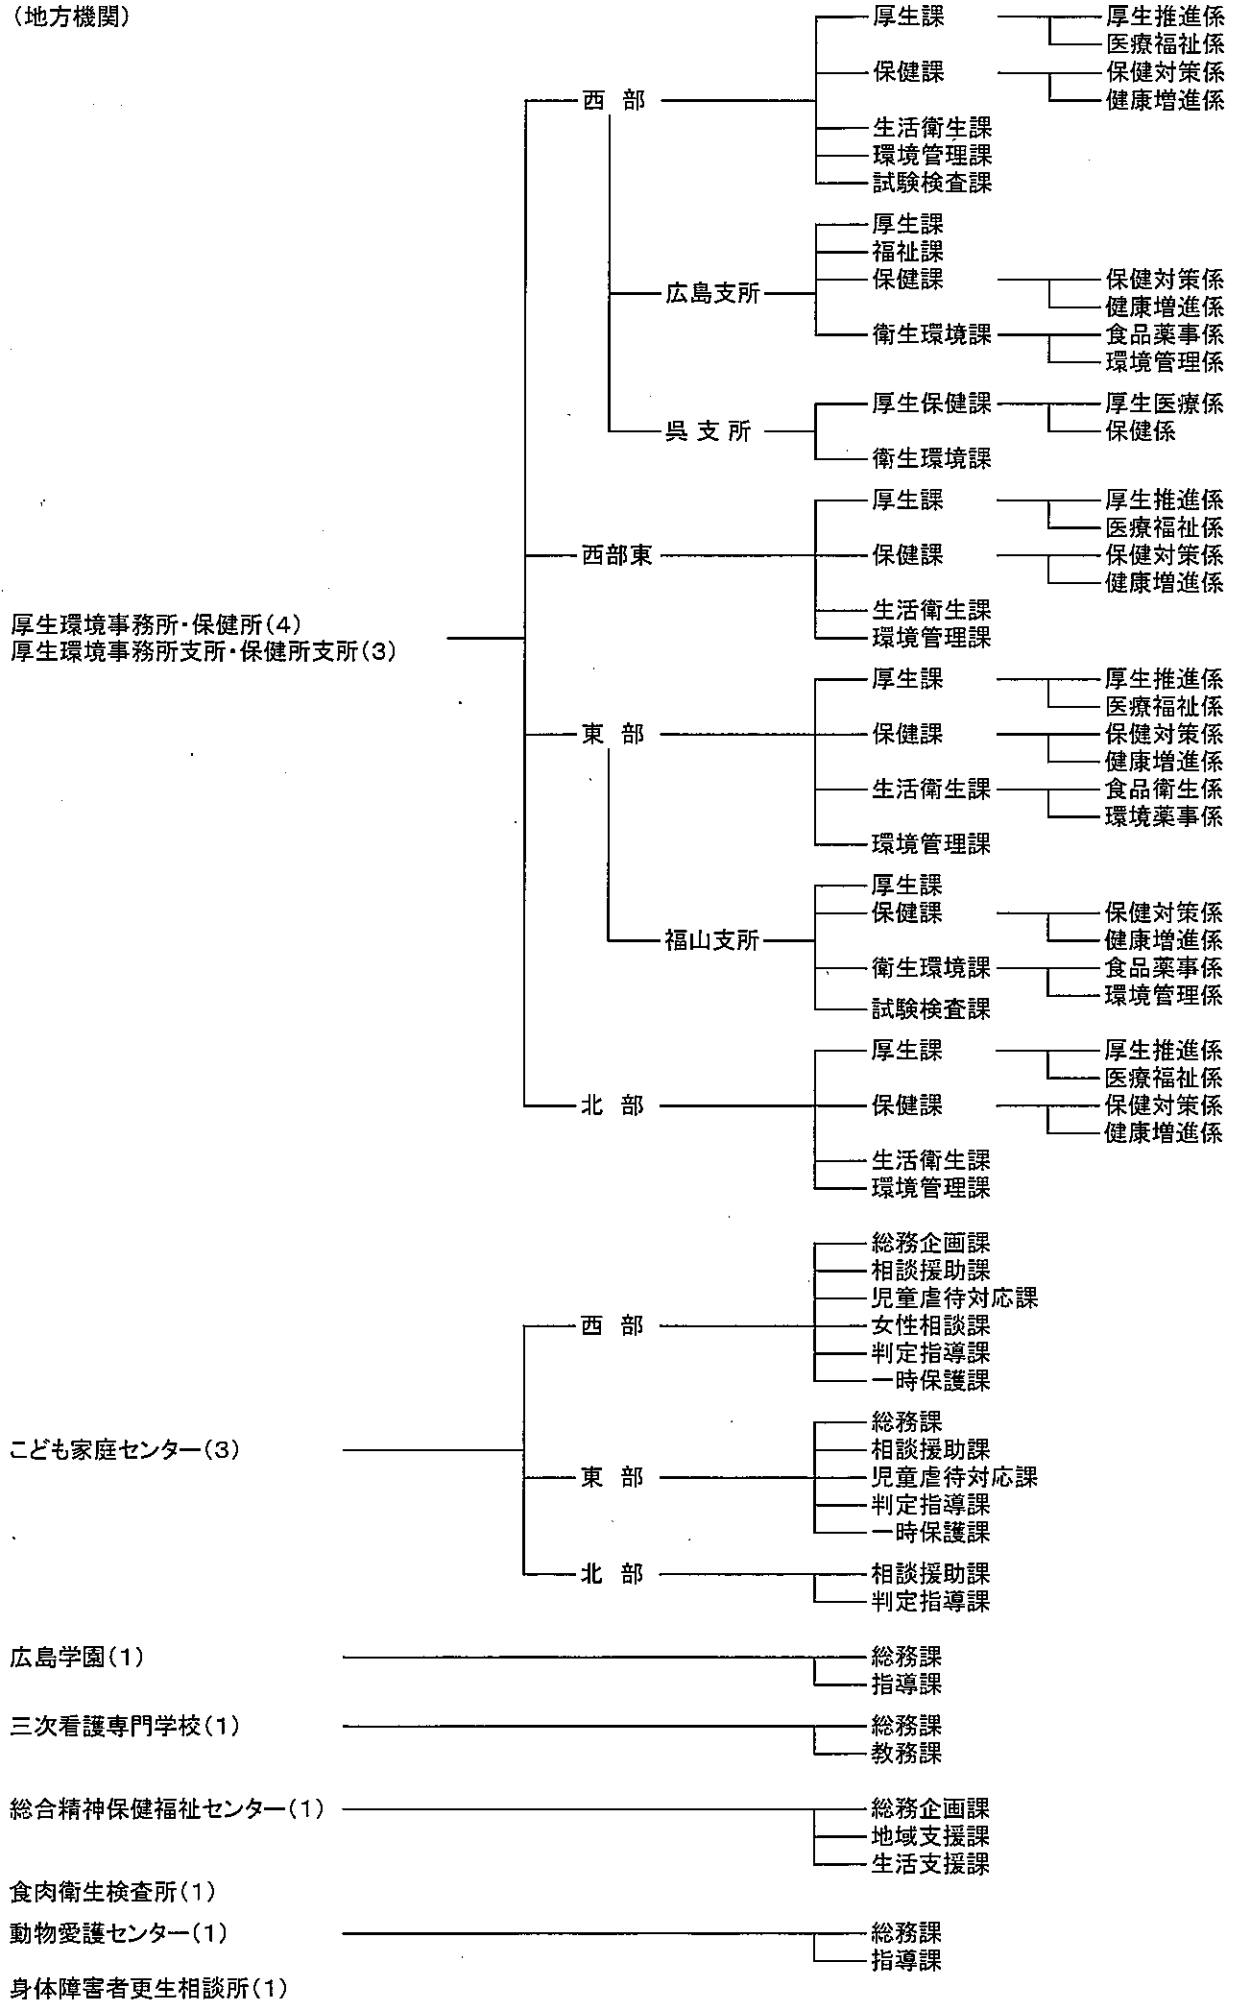 (地方機関)
厚生課 厚生推進係
医療福祉係
保健課 保健対策係
西部 健康増進係
生活衛生課
環境管理課
試験検査課
厚生課
福祉課
保健課 保健対策係
広島支所
健康増進係
衛生環境課 食品薬事係
環境管理係
厚生保健課 厚生医療係
呉支所 保健係
衛生環境課
厚生課 厚生推進係
医療福祉係
西部東 保健課 保健対策係
健康増進係
生活衛生課
厚生環境事務所・保健所(4)
環境管理課
厚生環境事務所支所・保健所支所(3)
厚生課 厚生推進係
医療福祉係
東部 保健課 保健対策係
健康増進係
生活衛生課 食品衛生係
環境薬事係
環境管理課
厚生課
保健課 保健対策係
福山支所 健康増進係
衛生環境課 食品薬事係
環境管理係
試験検査課
厚生課 厚生推進係
医療福祉係
北部 保健課 保健対策係
健康増進係
生活衛生課
環境管理課
総務企画課
相談援助課
児童虐待対応課
西部 女性相談課
判定指導課
一時保護課
総務課
こども家庭センター(3) 相談援助課
東部 児童虐待対応課
判定指導課
一時保護課
北部 相談援助課
判定指導課
広島学園(1) 総務課
指導課
三次看護専門学校(1) 総務課
教務課
総合精神保健福祉センター(1) 総務企画課
地域支援課
生活支援課
食肉衛生検査所(1)
動物愛護センター(1) 総務課
指導課
身体障害者更生相談所(1)